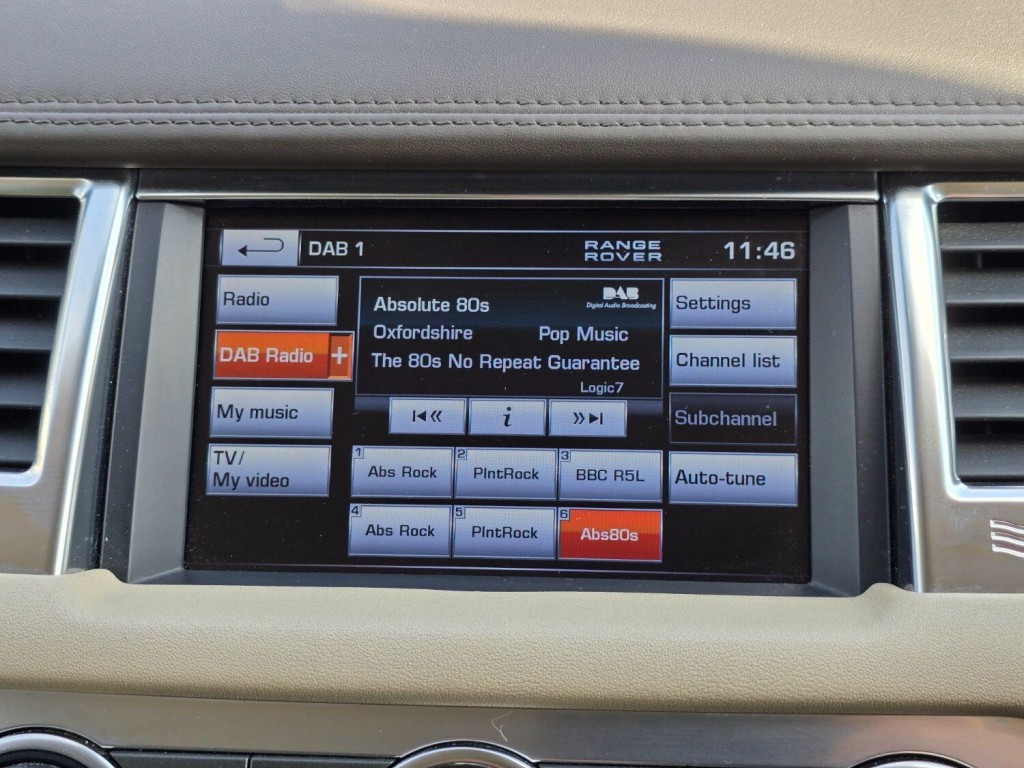 DAB 1
RANGE ROVER
11:46
Radio
DAB Radio +
My music
TV/
My video
Absolute 80s
DAB
Digital Audio Broadcasting
Oxfordshire Pop Music
The 80s No Repeat Guarantee
Logic7
i
Settings
Channel list
Subchannel
Auto-tune
1 Abs Rock
2 PlntRock
3 BBC R5L
4 Abs Rock
5 PlntRock
6 Abs80s